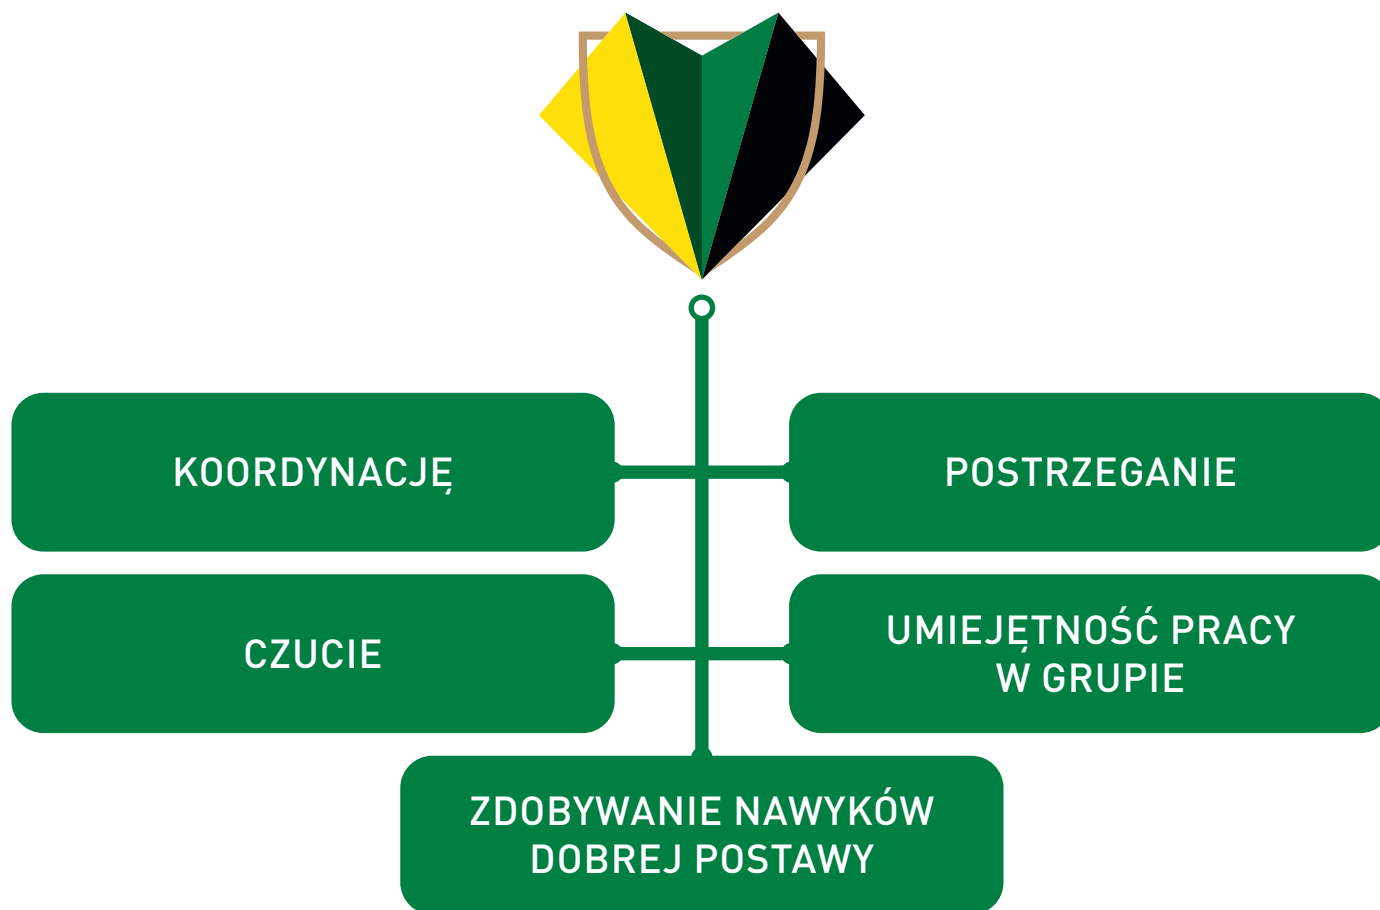 KOORDYNACJĘ
POSTRZEGANIE
CZUCIE
UMIEJĘTNOŚĆ PRACY
W GRUPIE
ZDOBYWANIE NAWYKÓW
DOBREJ POSTAWY